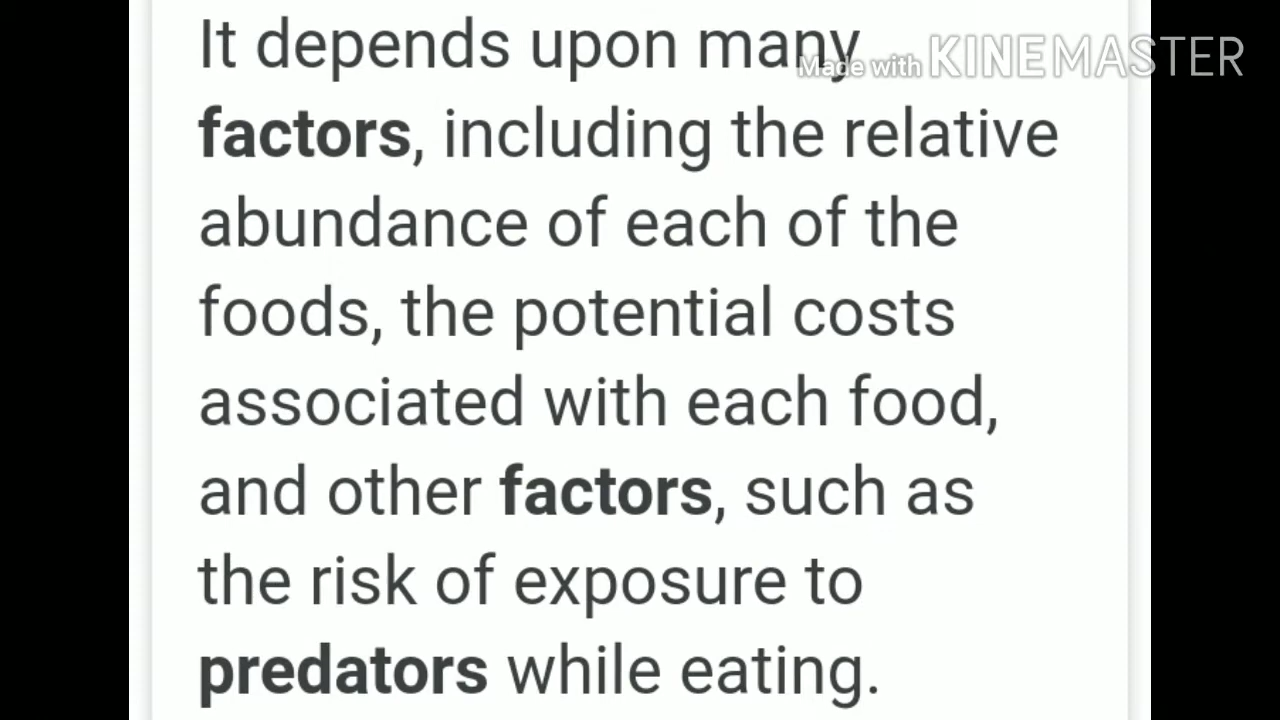 It depends upon many
Made with KINEMASTER
factors, including the relative
abundance of each of the
foods, the potential costs
associated with each food,
and other factors, such as
the risk of exposure to
predators while eating.